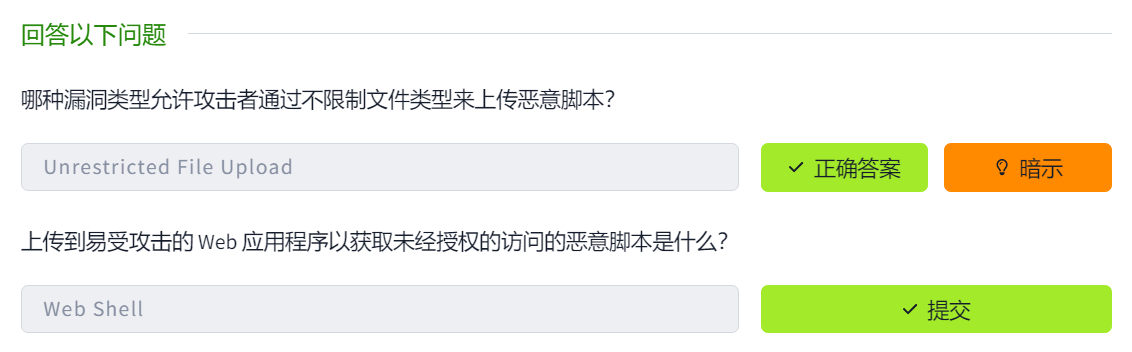 回答以下问题
哪种漏洞类型允许攻击者通过不限制文件类型来上传恶意脚本？
Unrestricted File Upload
正确答案
暗示
上传到易受攻击的 Web 应用程序以获取未经授权的访问的恶意脚本是什么？
Web Shell
提交